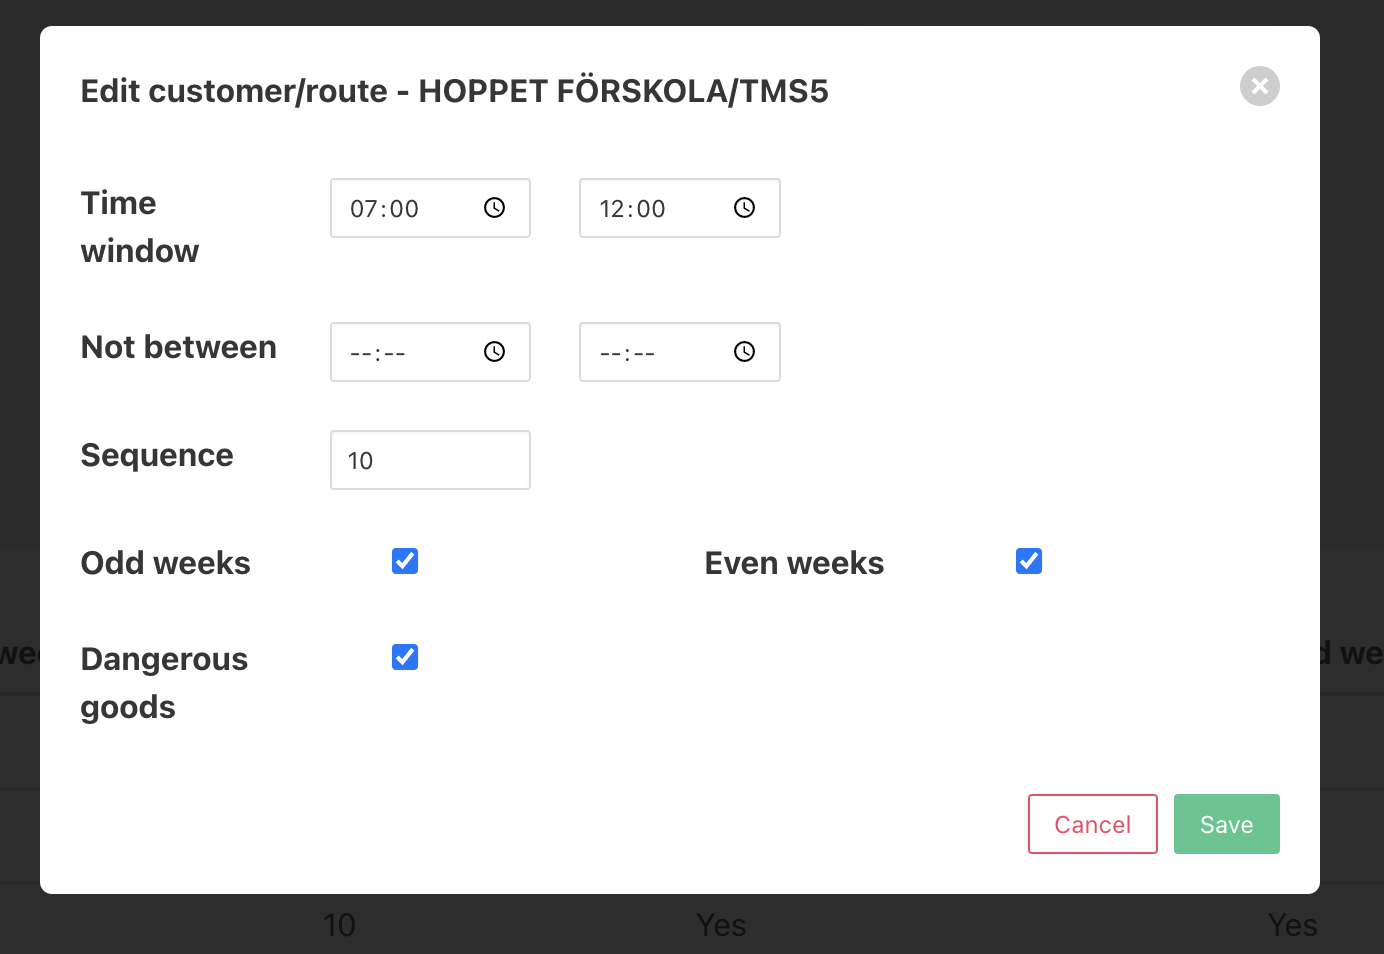 Edit customer/route - HOPPET FÖRSKOLA/TMS5
Time
window
07:00
12:00
Not between
--:--
--:--
Sequence
10
Odd weeks
Even weeks
Dangerous
goods
Cancel
Save
10
Yes
Yes